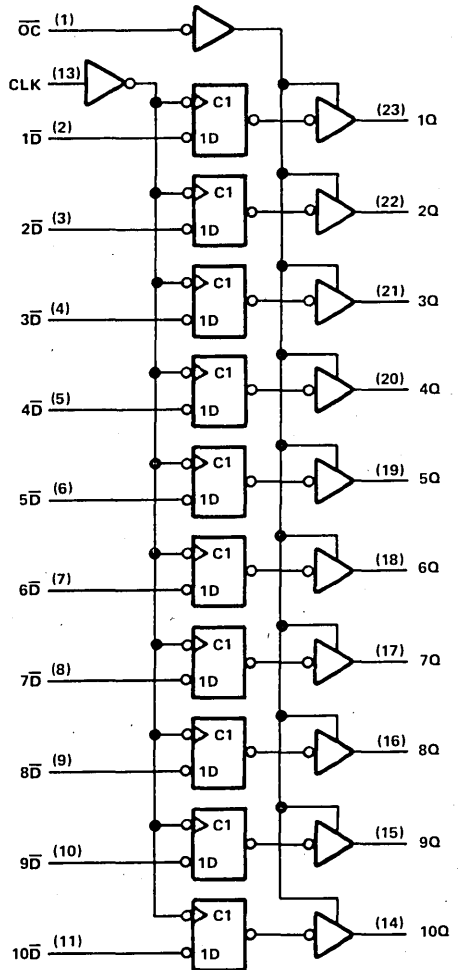 O̅C̅ (1)
CLK (13)
C1
1D̅ (2)
1D
(23)
1Q
C1
2D̅ (3)
1D
(22)
2Q
C1
3D̅ (4)
1D
(21)
3Q
C1
4D̅ (5)
1D
(20)
4Q
C1
5D̅ (6)
1D
(19)
5Q
C1
6D̅ (7)
1D
(18)
6Q
C1
7D̅ (8)
1D
(17)
7Q
C1
8D̅ (9)
1D
(16)
8Q
C1
9D̅ (10)
1D
(15)
9Q
C1
10D̅ (11)
1D
(14)
10Q